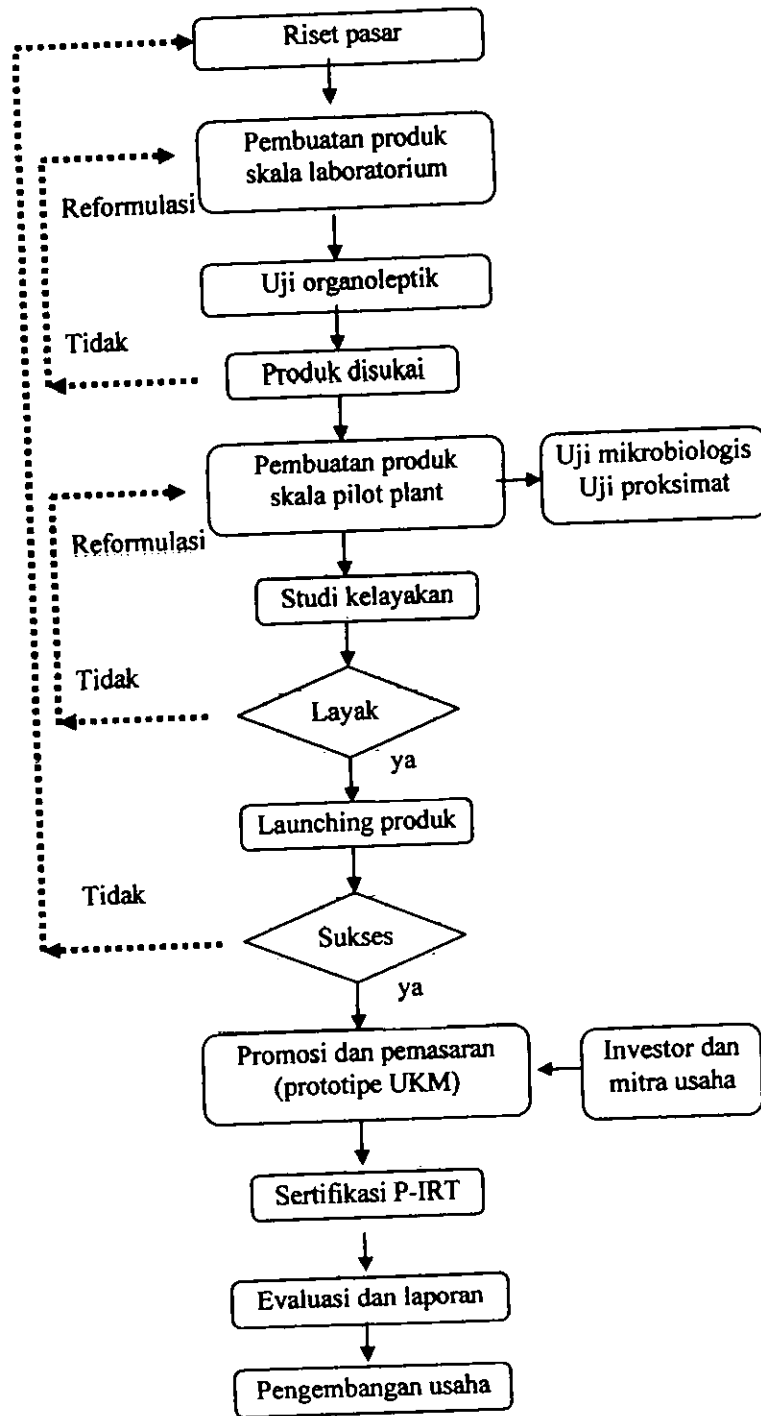 Riset pasar
Pembuatan produk
skala laboratorium
Reformulasi
Uji organoleptik
Tidak
Produk disukai
Pembuatan produk
skala pilot plant
Uji mikrobiologis
Uji proksimat
Reformulasi
Studi kelayakan
Tidak
Layak
ya
Launching produk
Tidak
Sukses
ya
Promosi dan pemasaran
(prototipe UKM)
Investor dan
mitra usaha
Sertifikasi P-IRT
Evaluasi dan laporan
Pengembangan usaha